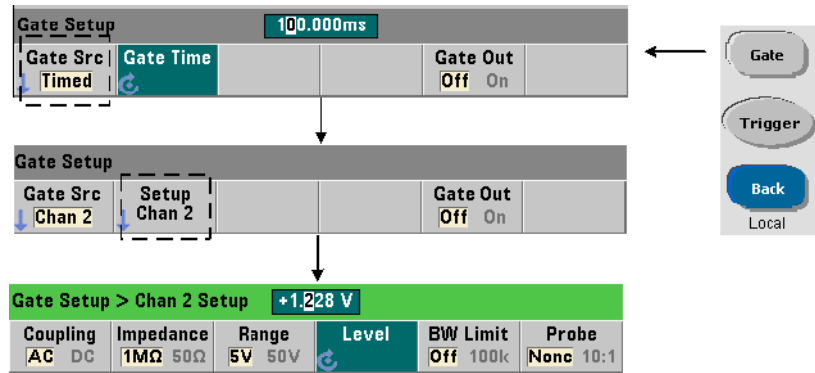 Gate Setup 100.000ms
Gate Src Gate Time Gate Out
Timed Off On
Gate
Trigger
Back
Local
Gate Setup
Gate Src Setup Chan 2 Gate Out
Chan 2 Off On
Gate Setup > Chan 2 Setup +1.228 V
Coupling Impedance Range Level BW Limit Probe
AC DC 1MΩ 50Ω 5V 50V Off 100k None 10:1